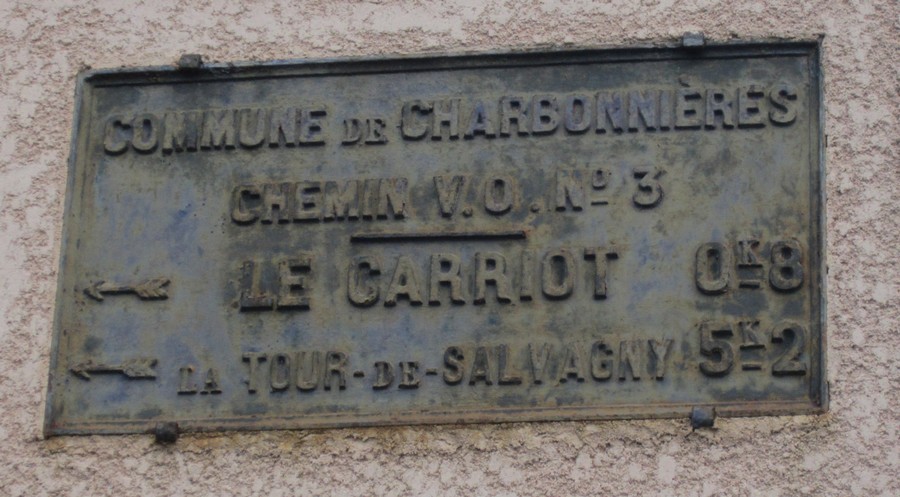 COMMUNE DE CHARBONNIÈRES
CHEMIN V.O. Nº 3
LE CARRIOT 0K8
LA TOUR-DE-SALVAGNY 5K2